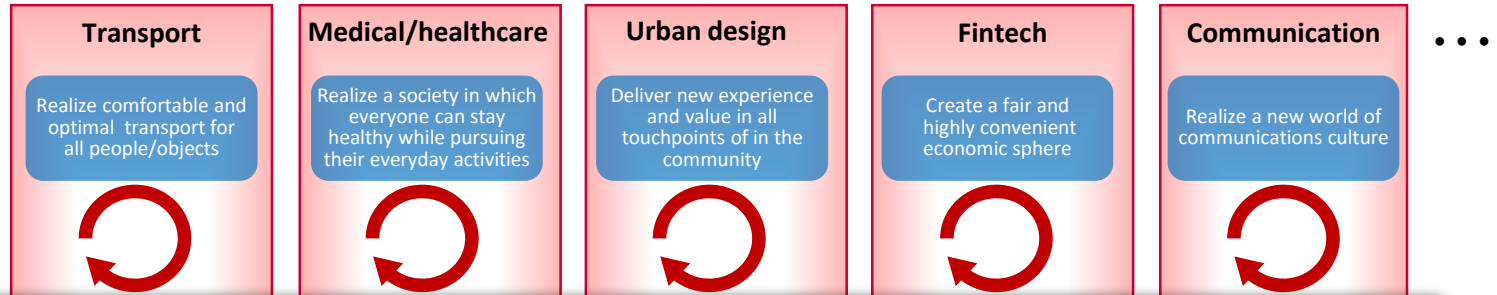 Transport
Realize comfortable and
optimal transport for
all people/objects
Medical/healthcare
Realize a society in which
everyone can stay
healthy while pursuing
their everyday activities
Urban design
Deliver new experience
and value in all
touchpoints of in the
community
Fintech
Create a fair and
highly convenient
economic sphere
Communication
Realize a new world of
communications culture
...